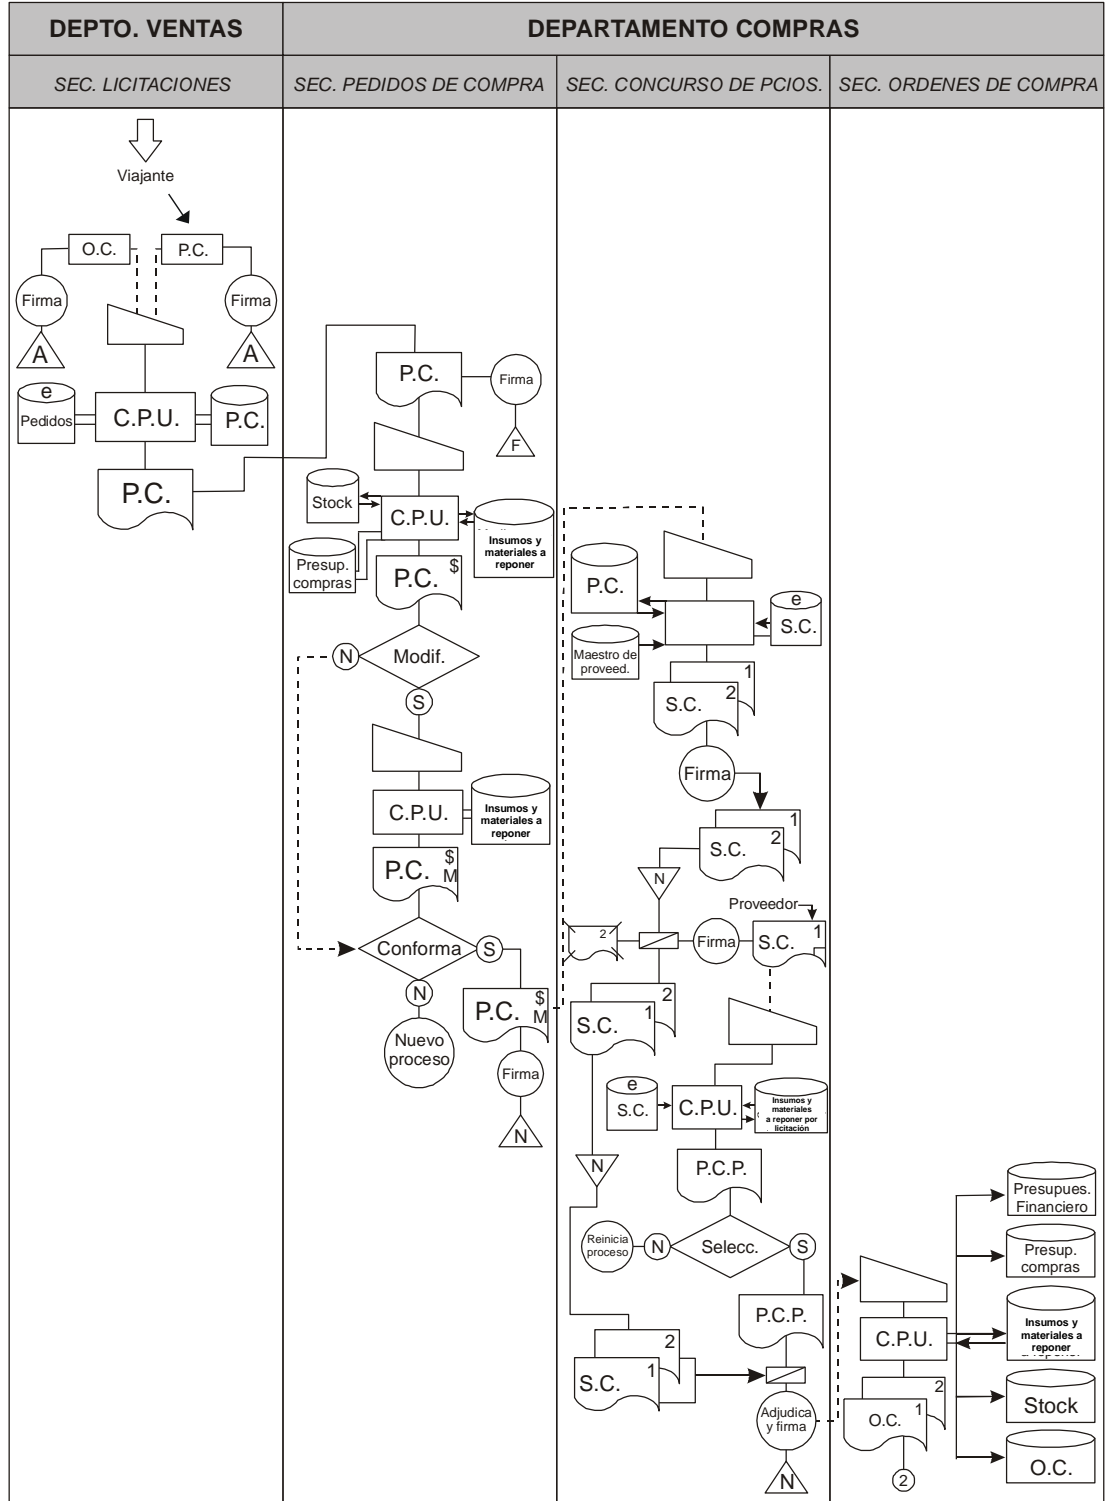 DEPTO. VENTAS
DEPARTAMENTO COMPRAS
SEC. LICITACIONES
SEC. PEDIDOS DE COMPRA
SEC. CONCURSO DE PCIOS.
SEC. ORDENES DE COMPRA
Viajante
O.C.
P.C.
Firma
Firma
A
A
e
Pedidos
C.P.U.
P.C.
P.C.
P.C.
Firma
F
Stock
C.P.U.
Insumos y
materiales a
reponer
Presup.
compras
P.C.
$
N
Modif.
S
C.P.U.
Insumos y
materiales a
reponer
P.C.
$
M
Conforma
S
N
Nuevo
proceso
P.C.
$
M
Firma
N
P.C.
e
S.C.
Maestro de
proveed.
1
S.C.
2
Firma
1
S.C.
2
N
Proveedor
2
Firma
S.C.
1
2
S.C.
1
e
S.C.
C.P.U.
Insumos y
materiales
a reponer por
licitación
N
P.C.P.
Reinicia
proceso
N
Selecc.
S
P.C.P.
2
S.C.
1
Adjudica
y firma
N
Presupues.
Financiero
Presup.
compras
C.P.U.
Insumos y
materiales a
reponer
2
O.C.
1
Stock
2
O.C.